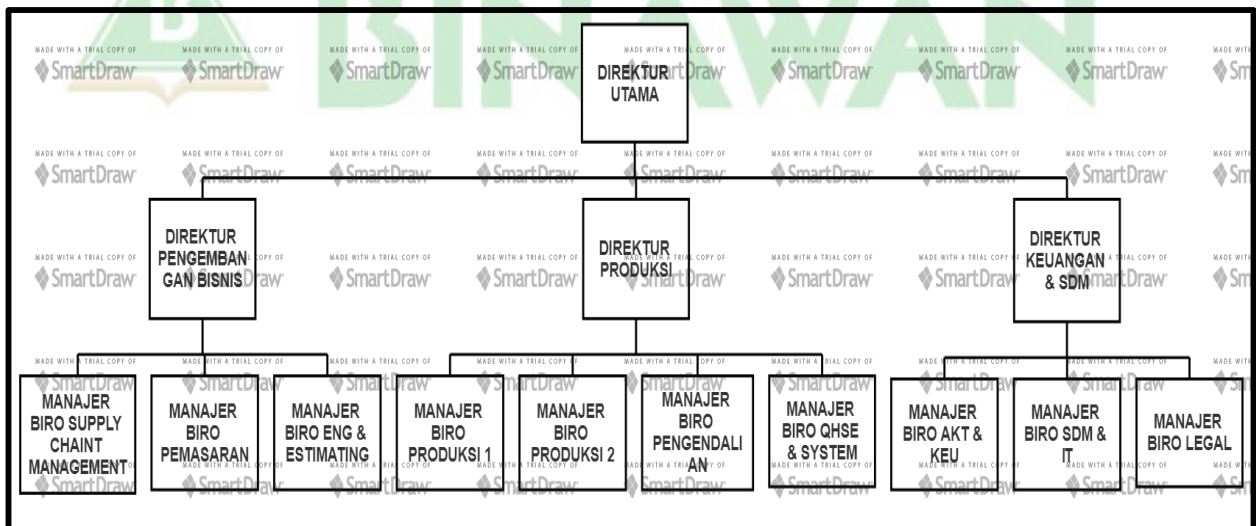 BINAWAN
MADE WITH A TRIAL COPY OF
SmartDraw
DIREKTUR
UTAMA
DIREKTUR
PENGEMBAN
GAN BISNIS
DIREKTUR
PRODUKSI
DIREKTUR
KEUANGAN
& SDM
MANAJER
BIRO SUPPLY
CHAINT
MANAGEMENT
MANAJER
BIRO
PEMASARAN
MANAJER
BIRO ENG &
ESTIMATING
MANAJER
BIRO
PRODUKSI 1
MANAJER
BIRO
PRODUKSI 2
MANAJER
BIRO
PENGENDALI
AN
MANAJER
BIRO QHSE
& SYSTEM
MANAJER
BIRO AKT &
KEU
MANAJER
BIRO SDM &
IT
MANAJER
BIRO LEGAL